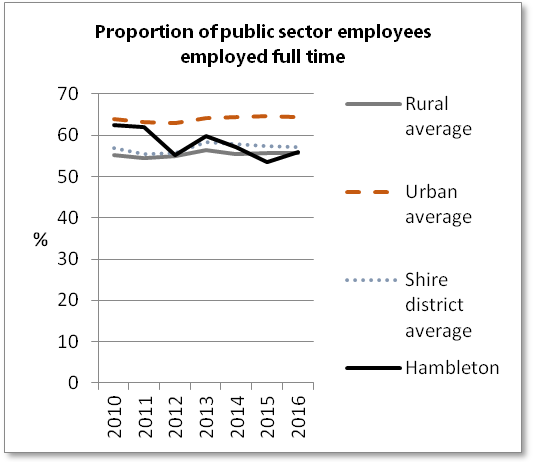 Proportion of public sector employees
employed full time
70
60
50
40
30
20
10
0
%
2010
2011
2012
2013
2014
2015
2016
Rural
average
Urban
average
Shire
district
average
Hambleton